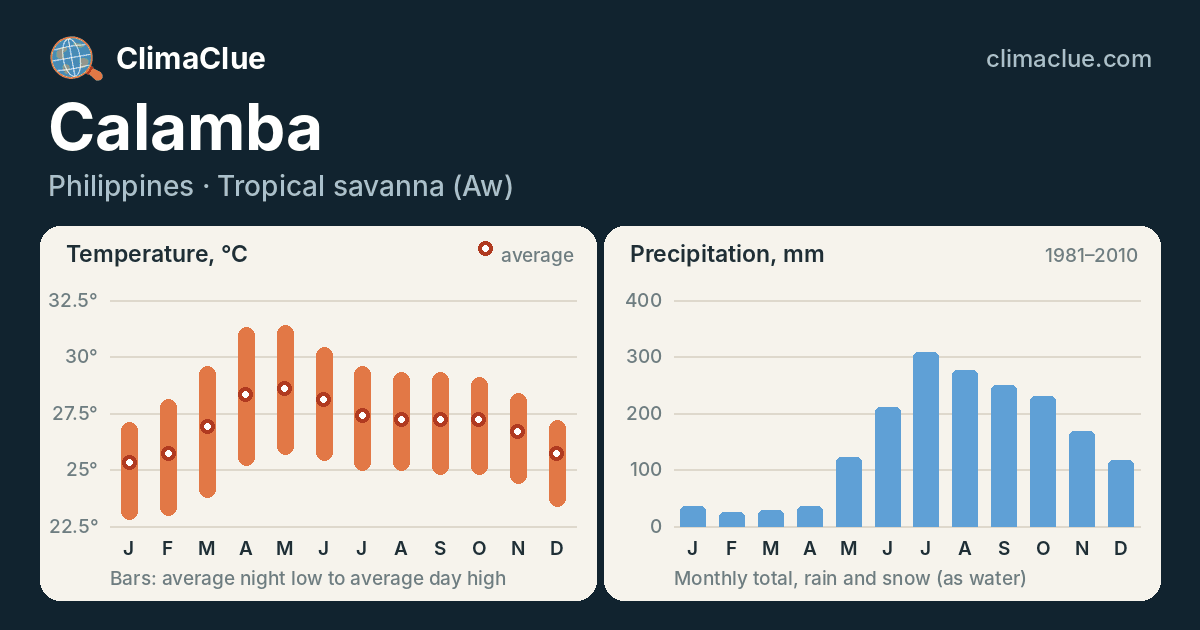 ClimaClue
climaclue.com
Calamba
Philippines · Tropical savanna (Aw)
Temperature, °C
average
32.5°
30°
27.5°
25°
22.5°
J F M A M J J A S O N D
Bars: average night low to average day high
Precipitation, mm
1981–2010
400
300
200
100
0
J F M A M J J A S O N D
Monthly total, rain and snow (as water)